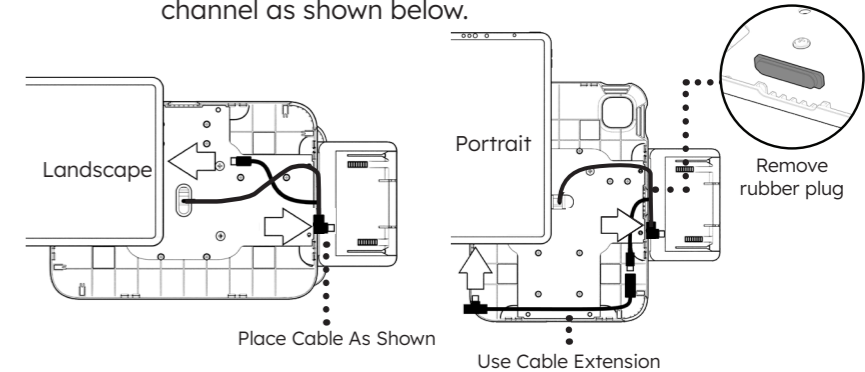 channel as shown below.
Landscape
Portrait
Remove
rubber plug
Place Cable As Shown
Use Cable Extension